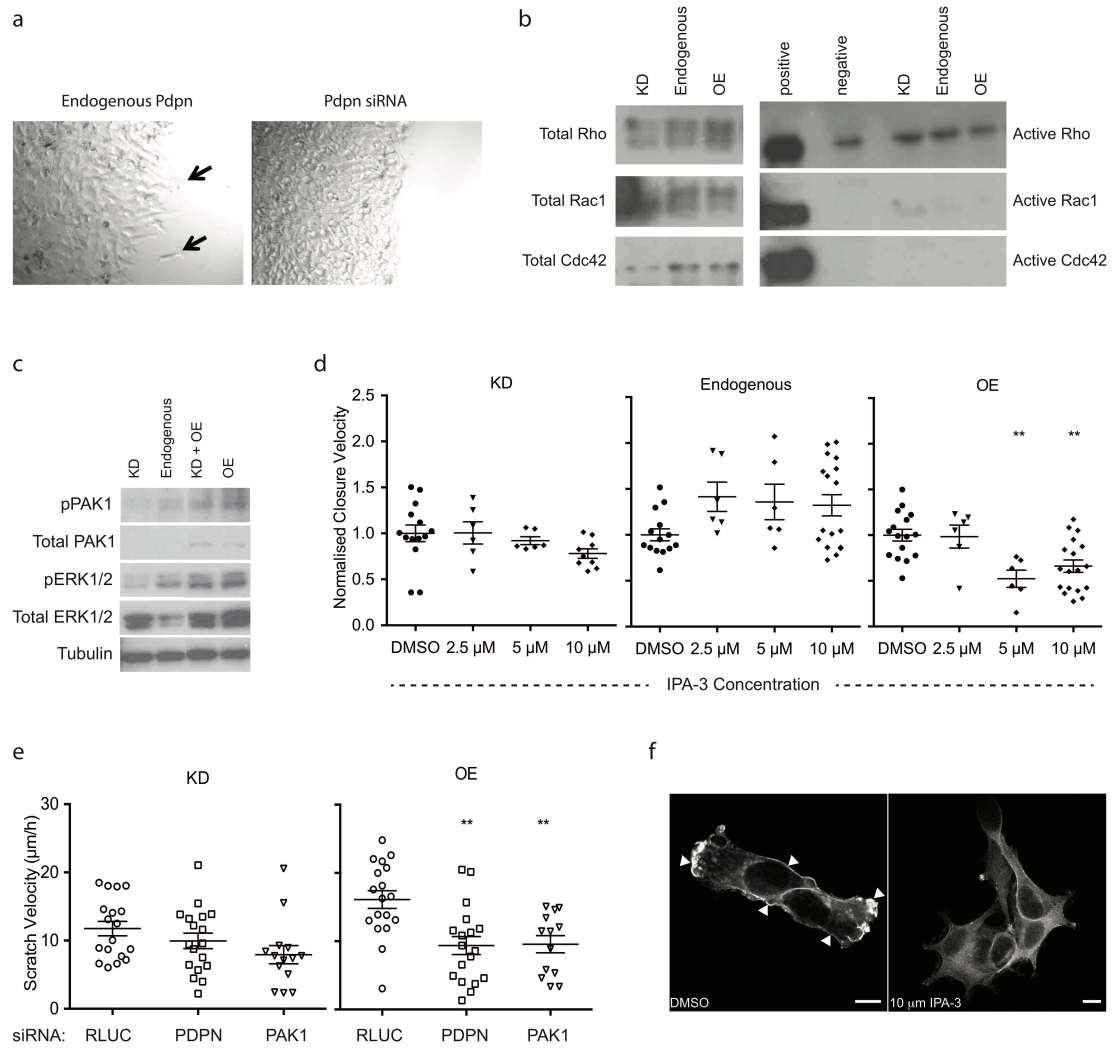 a
Endogenous Pdpn
Pdpn siRNA
b
KD
Endogenous
OE
positive
negative
KD
Endogenous
OE
Total Rho
Active Rho
Total Rac1
Active Rac1
Total Cdc42
Active Cdc42
c
KD
Endogenous
KD + OE
OE
pPAK1
Total PAK1
pERK1/2
Total ERK1/2
Tubulin
d
KD
Endogenous
OE
Normalised Closure Velocity
2.5
2.0
1.5
1.0
0.5
0.0
** **
DMSO 2.5 µM 5 µM 10 µM
DMSO 2.5 µM 5 µM 10 µM
DMSO 2.5 µM 5 µM 10 µM
IPA-3 Concentration
e
KD
OE
Scratch Velocity (µm/h)
30
20
10
0
** **
siRNA: RLUC PDPN PAK1
RLUC PDPN PAK1
f
DMSO
10 µm IPA-3